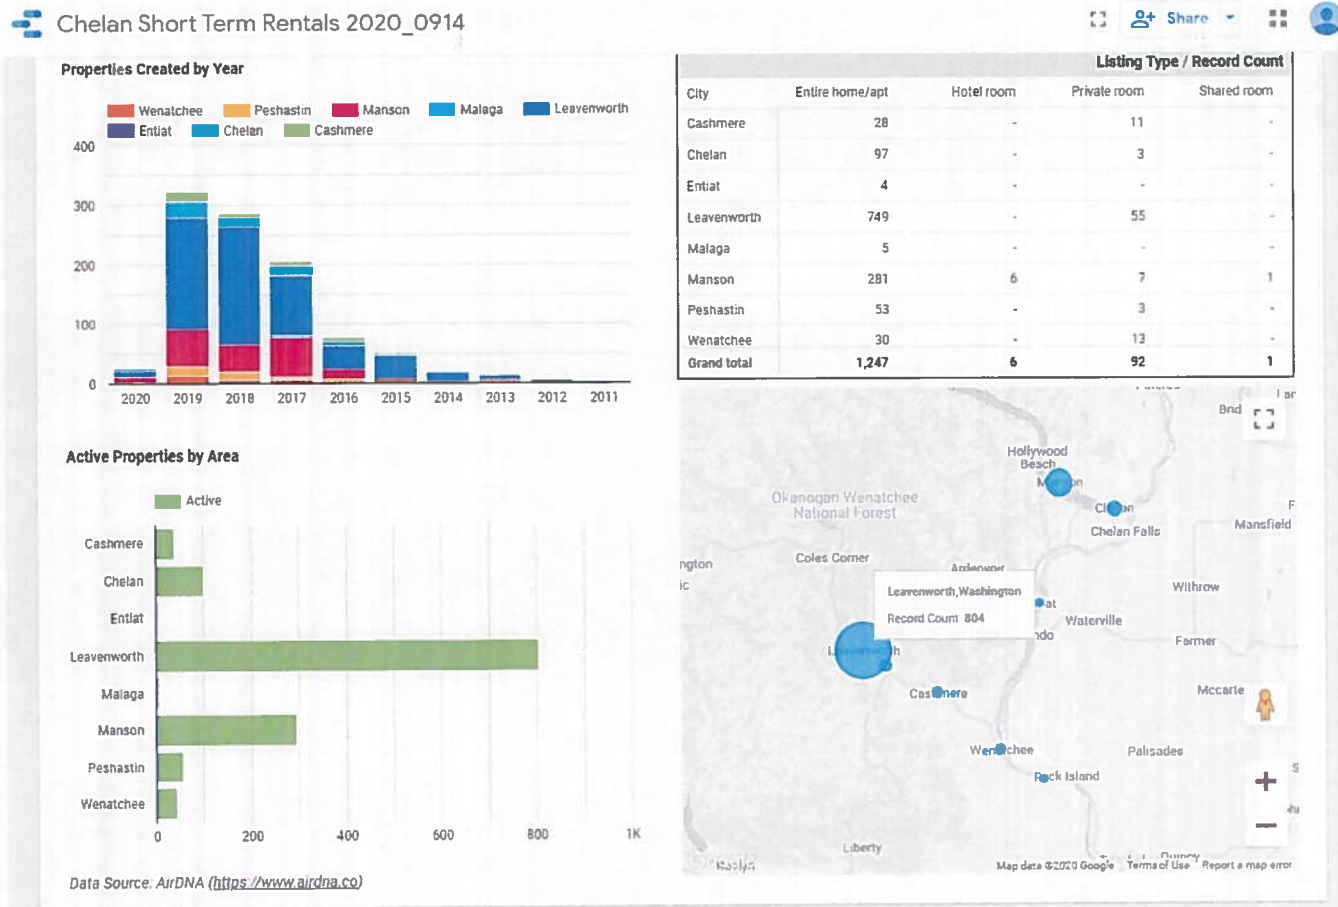 Chelan Short Term Rentals 2020_0914
Share
Properties Created by Year
Wenatchee Peshastin Manson Malaga Leavenworth
Entiat Chelan Cashmere
400
300
200
100
0
2020 2019 2018 2017 2016 2015 2014 2013 2012 2011
Listing Type / Record Count
City Entire home/apt Hotel room Private room Shared room
Cashmere 28 - 11 -
Chelan 97 - 3 -
Entiat 4 - - -
Leavenworth 749 - 55 -
Malaga 5 - - -
Manson 281 6 7 1
Peshastin 53 - 3 -
Wenatchee 30 - 13 -
Grand total 1,247 6 92 1
Active Properties by Area
Active
Cashmere
Chelan
Entiat
Leavenworth
Malaga
Manson
Peshastin
Wenatchee
0 200 400 600 800 1K
Data Source: AirDNA (https://www.airdna.co)
Hollywood
Beach
Okanogan Wenatchee
National Forest
Chelan Falls
Mansfield
Coles Corner
ngton
ic
Leavenworth,Washington
Record Count 804
Withrow
at
Waterville
ndo
Farmer
Cashmere
Mccarte
Wenatchee
Palisades
Rock Island
Liberty
Map data ©2020 Google Terms of Use Report a map error